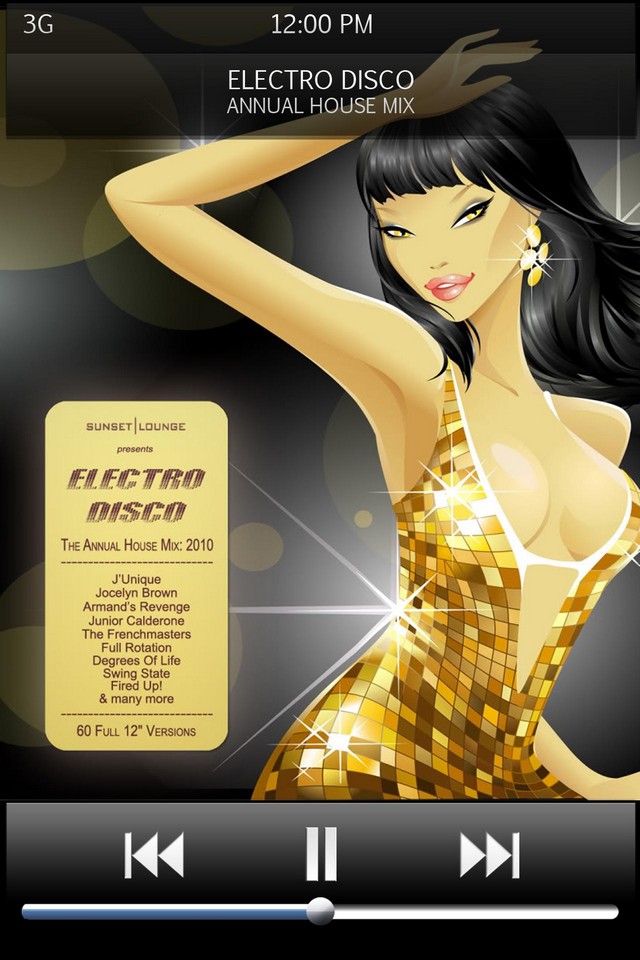 3G
12:00 PM
ELECTRO DISCO
ANNUAL HOUSE MIX
SUNSET|LOUNGE
presents
ELECTRO
DISCO
THE ANNUAL HOUSE MIX: 2010
J'Unique
Jocelyn Brown
Armand's Revenge
Junior Calderone
The Frenchmasters
Full Rotation
Degrees Of Life
Swing State
Fired Up!
& many more
60 FULL 12" VERSIONS